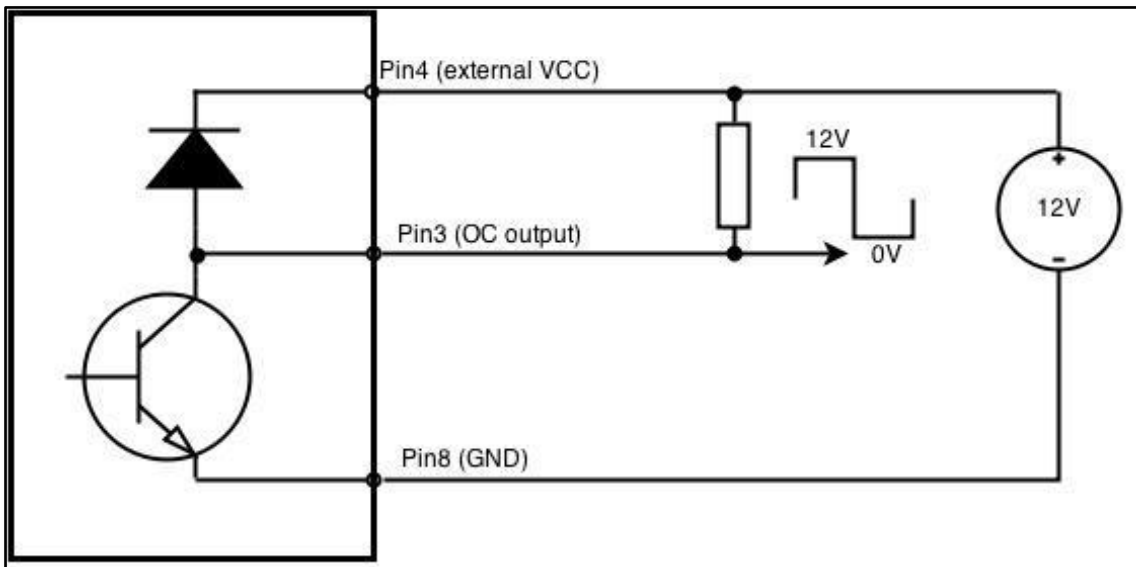 Pin4 (external VCC)
12V
+
12V
-
Pin3 (OC output)
0V
Pin8 (GND)